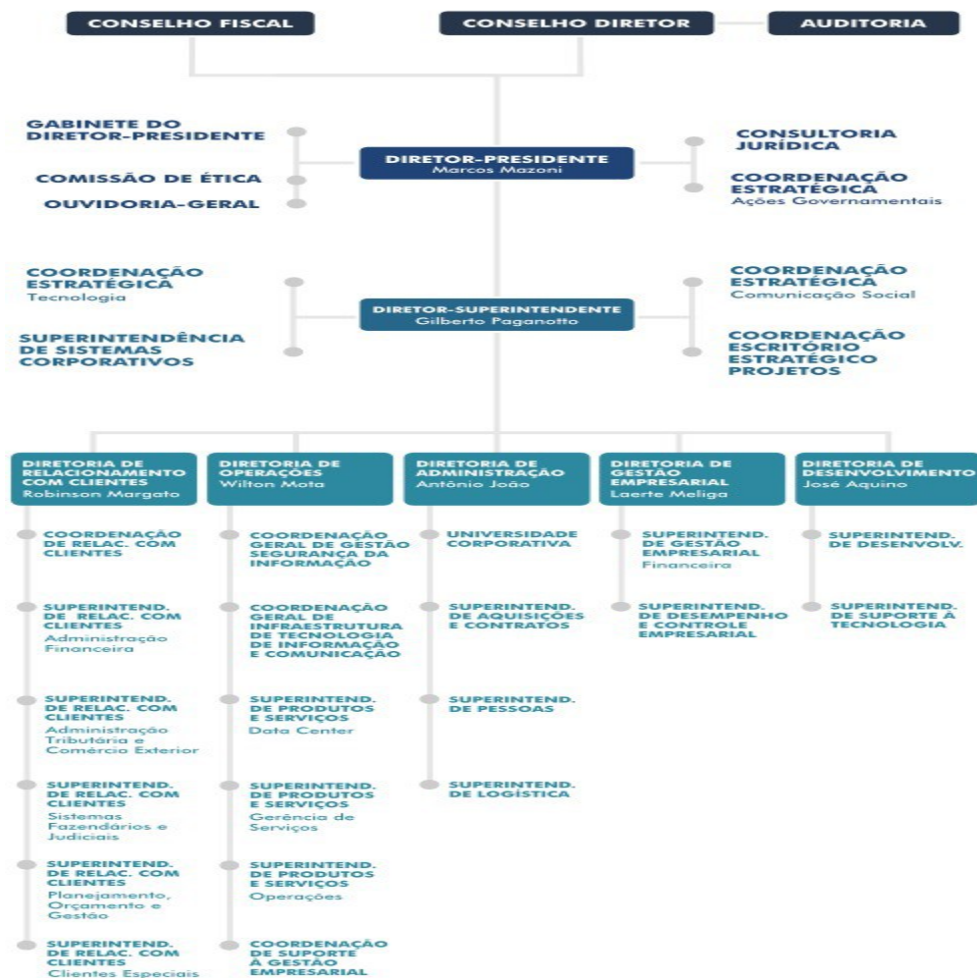 CONSELHO FISCAL
CONSELHO DIRETOR
AUDITORIA
GABINETE DO
DIRETOR-PRESIDENTE
COMISSÃO DE ÉTICA
OUVIDORIA-GERAL
DIRETOR-PRESIDENTE
Marcos Mazoni
CONSULTORIA
JURÍDICA
COORDENAÇÃO
ESTRATÉGICA
Ações Governamentais
COORDENAÇÃO
ESTRATÉGICA
Tecnologia
SUPERINTENDÊNCIA
DE SISTEMAS
CORPORATIVOS
DIRETOR-SUPERINTENDENTE
Gilberto Paganotto
COORDENAÇÃO
ESTRATÉGICA
Comunicação Social
COORDENAÇÃO
ESCRITÓRIO
ESTRATÉGICO
PROJETOS
DIRETORIA DE
RELACIONAMENTO
COM CLIENTES
Robinson Margato
COORDENAÇÃO
DE RELAC. COM
CLIENTES
SUPERINTEND.
DE RELAC. COM
CLIENTES
Administração
Financeira
SUPERINTEND.
DE RELAC. COM
CLIENTES
Administração
Tributária e
Comércio Exterior
SUPERINTEND.
DE RELAC. COM
CLIENTES
Sistemas
Fazendários e
Judiciais
SUPERINTEND.
DE RELAC. COM
CLIENTES
Planejamento,
Orçamento e
Gestão
SUPERINTEND.
DE RELAC. COM
CLIENTES
Clientes Especiais
DIRETORIA DE
OPERAÇÕES
Wilton Mota
COORDENAÇÃO
GERAL DE GESTÃO
SEGURANÇA DA
INFORMAÇÃO
COORDENAÇÃO
GERAL DE
INFRAESTRUTURA
DE TECNOLOGIA
DE INFORMAÇÃO
E COMUNICAÇÃO
SUPERINTEND.
DE PRODUTOS
E SERVIÇOS
Data Center
SUPERINTEND.
DE PRODUTOS
E SERVIÇOS
Gerência de
Serviços
SUPERINTEND.
DE PRODUTOS
E SERVIÇOS
Operações
COORDENAÇÃO
DE SUPORTE
À GESTÃO
EMPRESARIAL
DIRETORIA DE
ADMINISTRAÇÃO
Antônio João
UNIVERSIDADE
CORPORATIVA
SUPERINTEND.
DE AQUISIÇÕES
E CONTRATOS
SUPERINTEND.
DE PESSOAS
SUPERINTEND.
DE LOGÍSTICA
DIRETORIA DE
GESTÃO
EMPRESARIAL
Laerte Meliga
SUPERINTEND.
DE GESTÃO
EMPRESARIAL
Financeira
SUPERINTEND.
DE DESEMPENHO
E CONTROLE
EMPRESARIAL
DIRETORIA DE
DESENVOLVIMENTO
José Aquino
SUPERINTEND.
DE DESENVOLV.
SUPERINTEND.
DE SUPORTE À
TECNOLOGIA